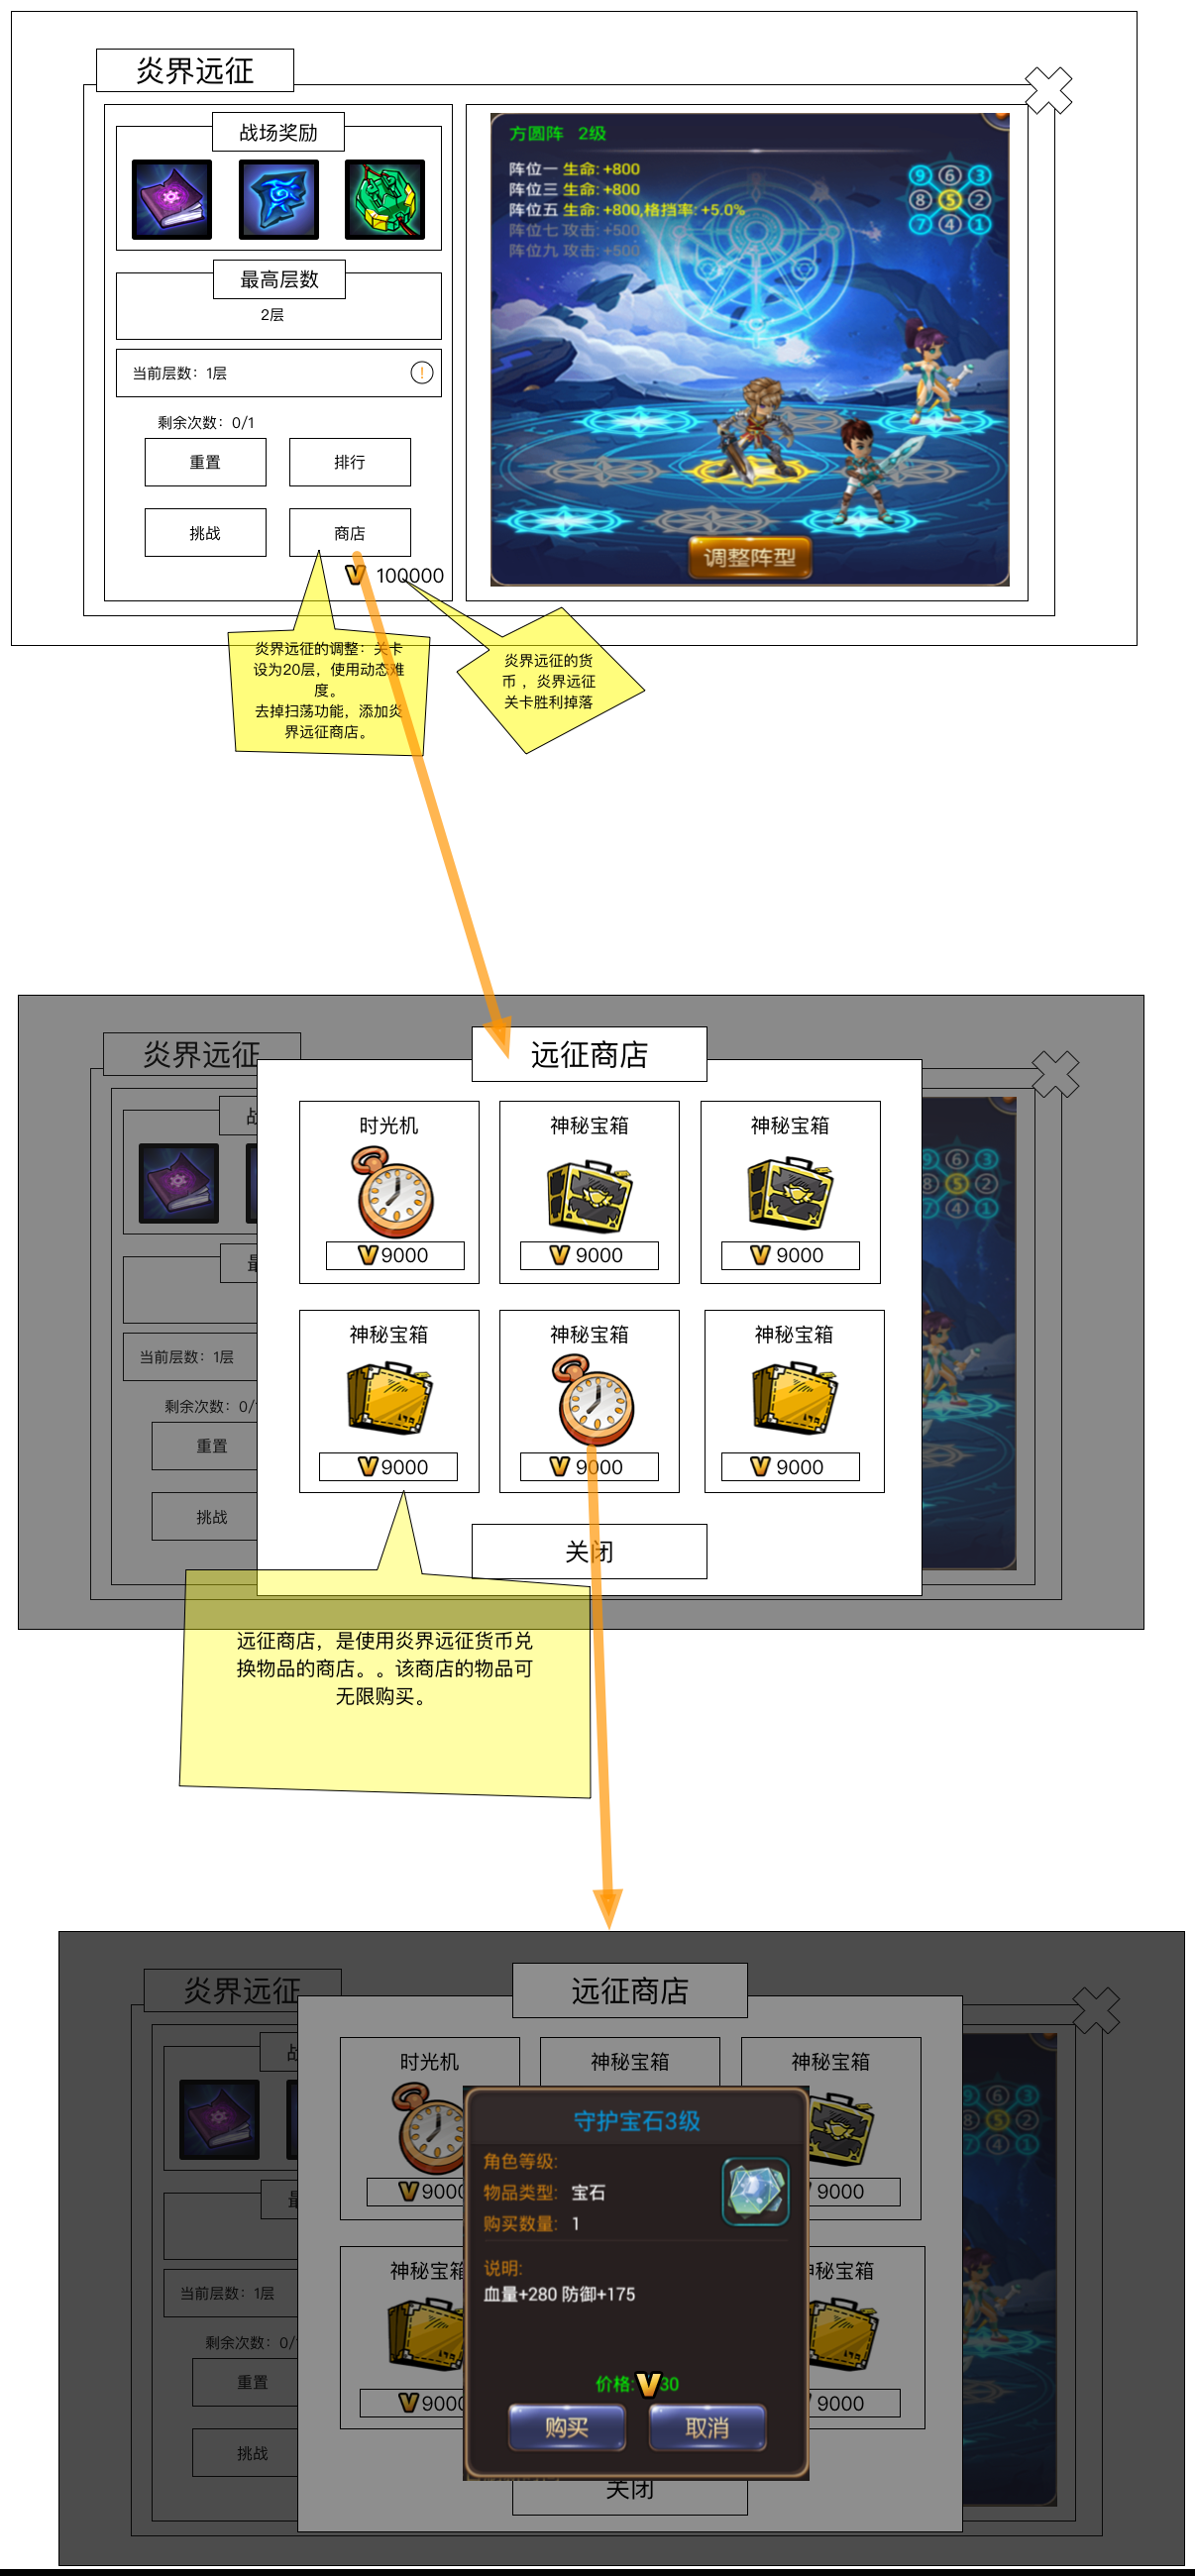 炎界远征
战场奖励
最高层数
2层
当前层数：1层
!
剩余次数：0/1
重置
排行
挑战
商店
100000
方圆阵 2级
阵位一 生命: +800
阵位三 生命: +800
阵位五 生命: +800,格挡率: +5.0%
阵位七 攻击: +500
阵位九 攻击: +500
9 6 3
8 5 2
7 4 1
调整阵型
炎界远征的调整：关卡
设为20层，使用动态难
度。
去掉扫荡功能，添加炎
界远征商店。
炎界远征的货
币 ，炎界远征
关卡胜利掉落
炎界远征
当前层数：1层
剩余次数：0/
重置
挑战
9 6 3
8 5 2
7 4 1
远征商店
时光机
神秘宝箱
神秘宝箱
9000
9000
9000
神秘宝箱
神秘宝箱
神秘宝箱
9000
9000
9000
关闭
远征商店，是使用炎界远征货币兑
换物品的商店。。该商店的物品可
无限购买。
炎界远征
当前层数：1层
剩余次数：0/
重置
挑战
6 3
8 5 2
7 4 1
远征商店
时光机
神秘宝箱
神秘宝箱
9000
9000
神秘宝箱
神秘宝箱
9000
9000
关闭
守护宝石3级
角色等级:
物品类型: 宝石
购买数量: 1
说明:
血量+280 防御+175
价格: 30
购买
取消